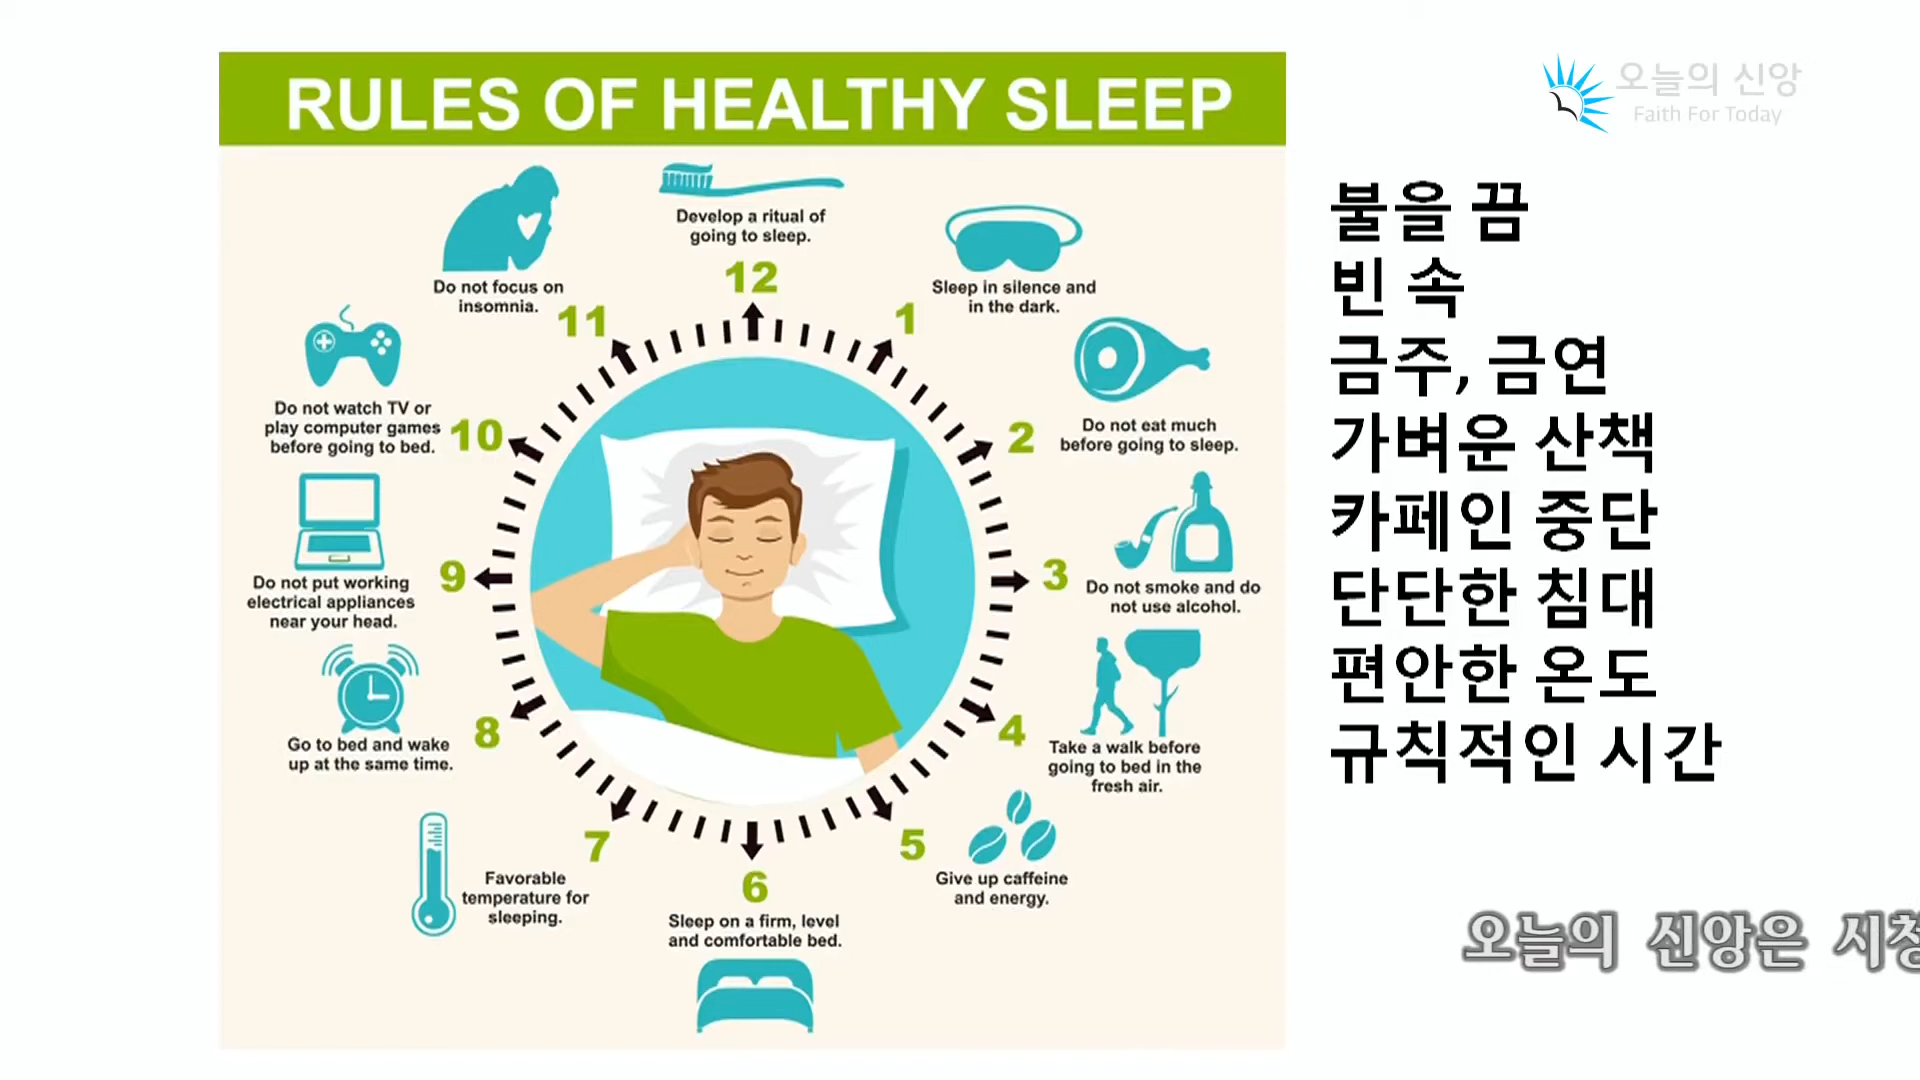 RULES OF HEALTHY SLEEP
오늘의 신앙
Faith For Today
Develop a ritual of
going to sleep.
12
Sleep in silence and
in the dark.
1
Do not eat much
before going to sleep.
2
Do not smoke and do
not use alcohol.
3
Take a walk before
going to bed in the
fresh air.
4
Give up caffeine
and energy.
5
6
Sleep on a firm, level
and comfortable bed.
7
Favorable
temperature for
sleeping.
8
Go to bed and wake
up at the same time.
9
Do not put working
electrical appliances
near your head.
10
Do not watch TV or
play computer games
before going to bed.
11
Do not focus on
insomnia.
불을 끔
빈 속
금주, 금연
가벼운 산책
카페인 중단
단단한 침대
편안한 온도
규칙적인 시간
오늘의 신앙은 시청